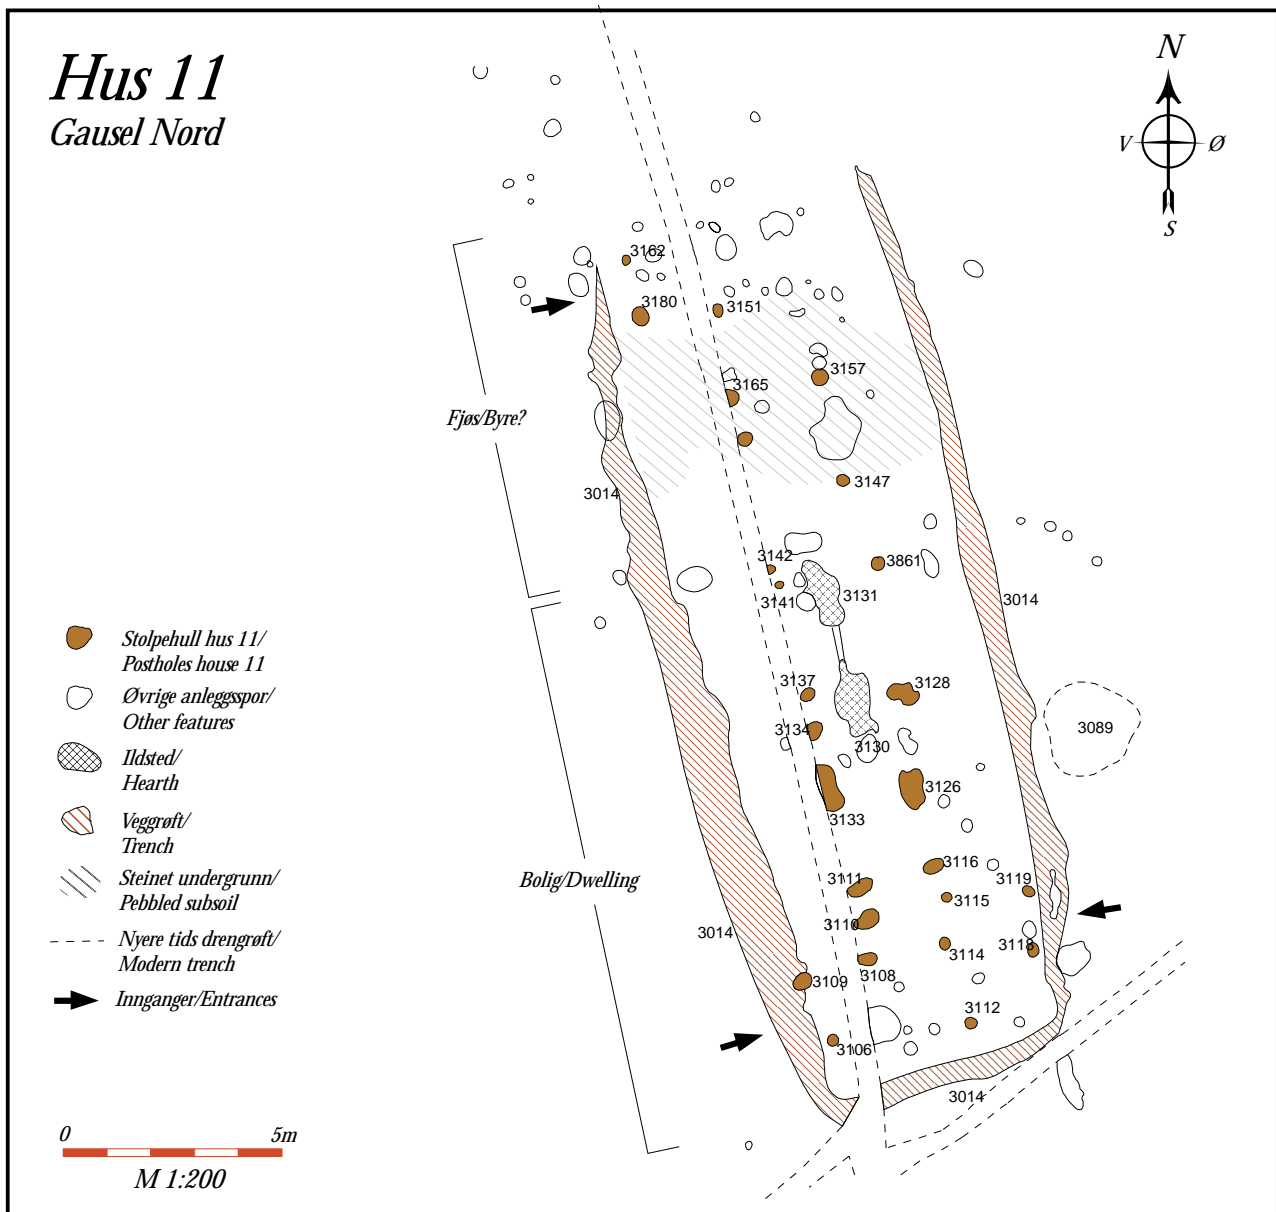 Hus 11
Gausel Nord
N
V
Ø
S
3162
3180
3151
3157
3165
Fjøs/Byre?
3147
3014
3142
3861
3141
3131
3014
Stolpehull hus 11/
Postholes house 11
Øvrige anleggsspor/
Other features
Ildsted/
Hearth
Veggrøft/
Trench
Steinet undergrunn/
Pebbled subsoil
Nyere tids drengrøft/
Modern trench
Innganger/Entrances
3137
3128
3134
3130
3089
3126
3133
Bolig/Dwelling
3116
3111
3119
3115
3110
3014
3114
3118
3108
3109
3112
3106
3014
0
5m
M 1:200